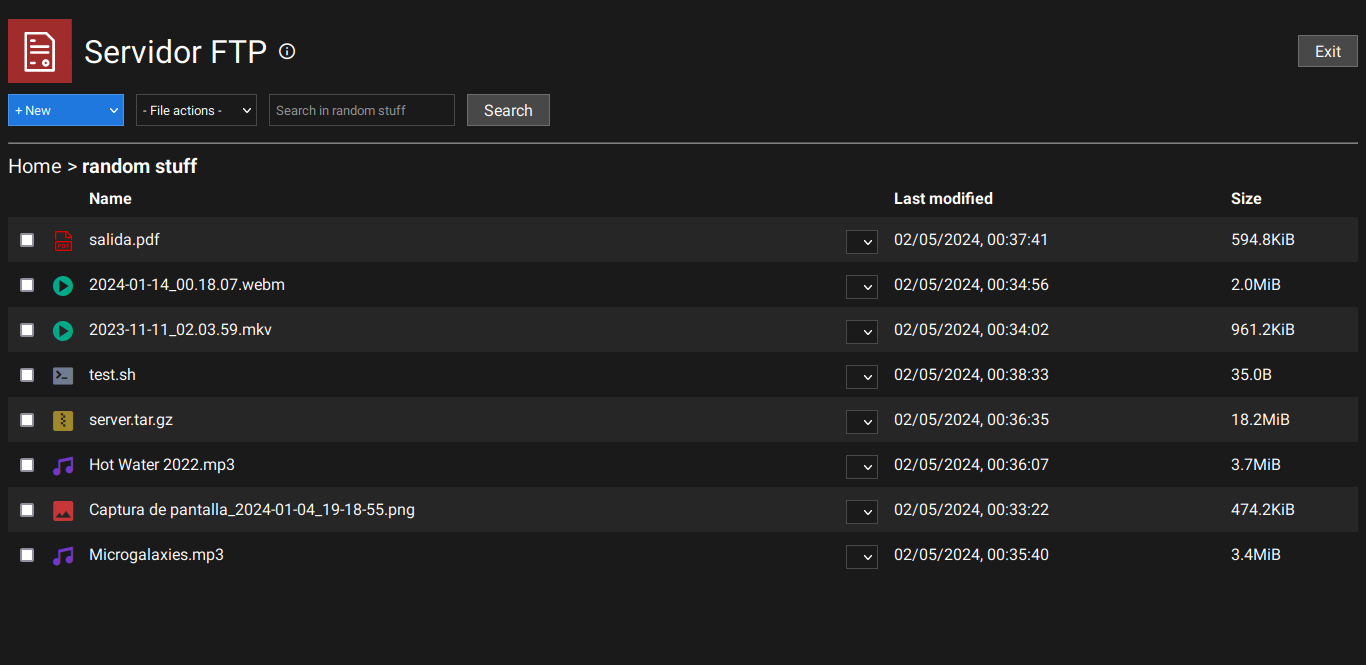 Servidor FTP
Exit
+ New - File actions - Search in random stuff Search
Home > random stuff
Name Last modified Size
PDF salida.pdf 02/05/2024, 00:37:41 594.8KiB
2024-01-14_00.18.07.webm 02/05/2024, 00:34:56 2.0MiB
2023-11-11_02.03.59.mkv 02/05/2024, 00:34:02 961.2KiB
test.sh 02/05/2024, 00:38:33 35.0B
server.tar.gz 02/05/2024, 00:36:35 18.2MiB
Hot Water 2022.mp3 02/05/2024, 00:36:07 3.7MiB
Captura de pantalla_2024-01-04_19-18-55.png 02/05/2024, 00:33:22 474.2KiB
Microgalaxies.mp3 02/05/2024, 00:35:40 3.4MiB